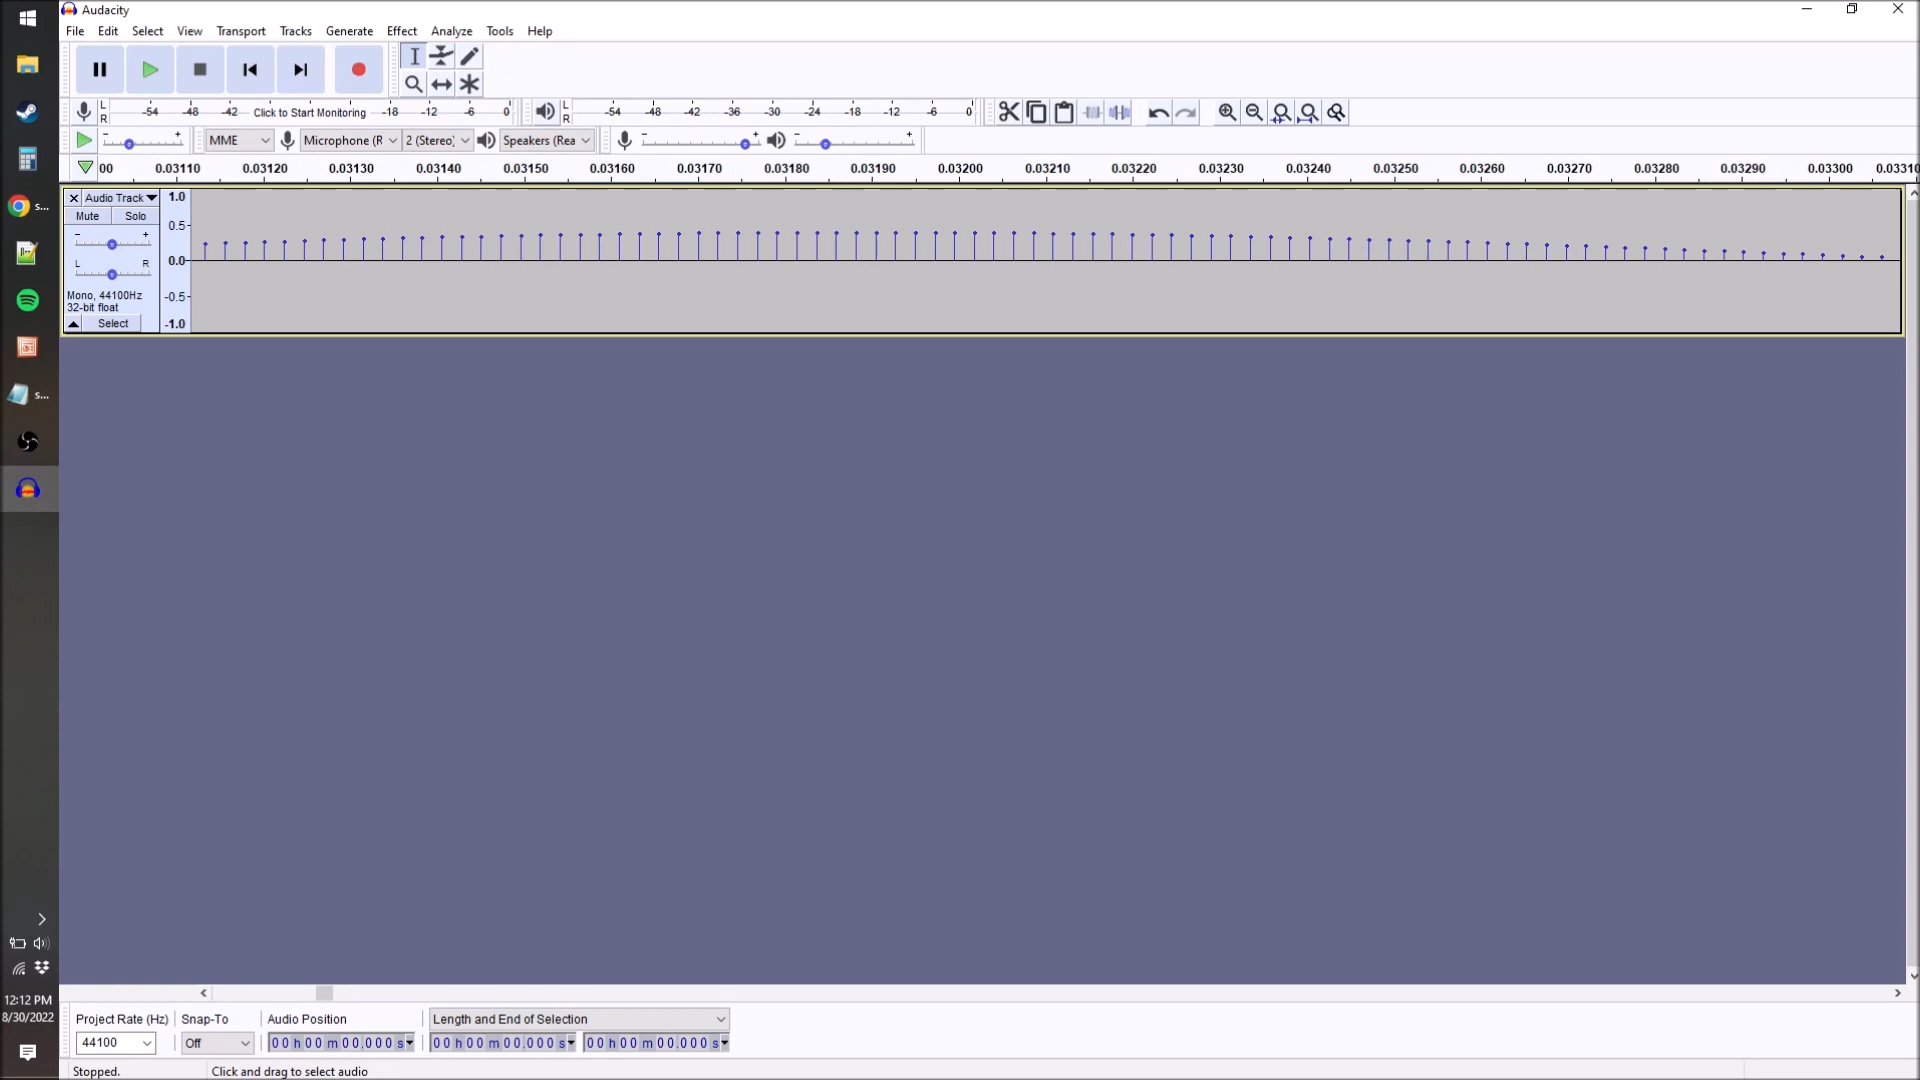 Audacity
File Edit Select View Transport Tracks Generate Effect Analyze Tools Help
L R -54 -48 -42 Click to Start Monitoring -18 -12 -6 0 L R -54 -48 -42 -36 -30 -24 -18 -12 -6 0
- + MME Microphone (R 2 (Stereo) Speakers (Rea - + - +
00 0.03110 0.03120 0.03130 0.03140 0.03150 0.03160 0.03170 0.03180 0.03190 0.03200 0.03210 0.03220 0.03230 0.03240 0.03250 0.03260 0.03270 0.03280 0.03290 0.03300 0.03310
Audio Track 1.0
s...
Mute Solo
0.5
- +
0.0
L R
Mono, 44100Hz -0.5
32-bit float
Select -1.0
s...
12:12 PM
8/30/2022
Project Rate (Hz) Snap-To Audio Position Length and End of Selection
44100 Off 00 h 00 m 00.000 s 00 h 00 m 00.000 s 00 h 00 m 00.000 s
Stopped. Click and drag to select audio